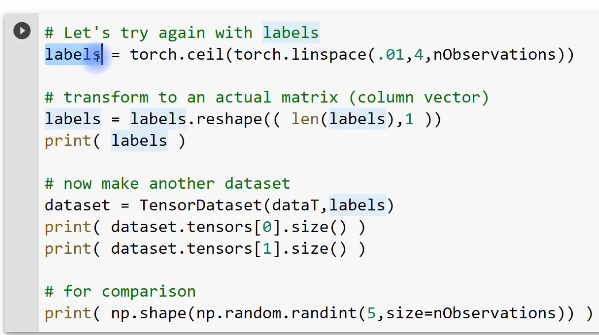 # Let's try again with labels
labels = torch.ceil(torch.linspace(.01,4,nObservations))
# transform to an actual matrix (column vector)
labels = labels.reshape(( len(labels),1 ))
print( labels )
# now make another dataset
dataset = TensorDataset(dataT,labels)
print( dataset.tensors[0].size() )
print( dataset.tensors[1].size() )
# for comparison
print( np.shape(np.random.randint(5,size=nObservations)) )